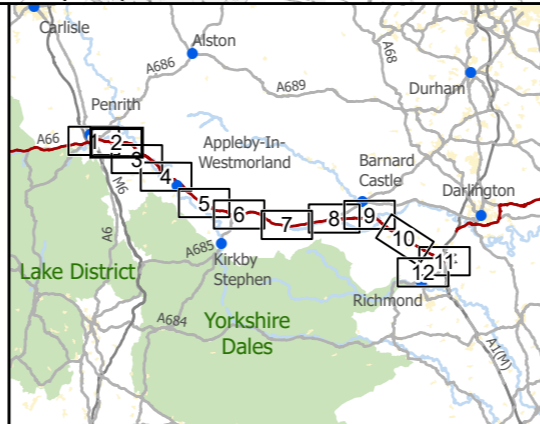 Carlisle
Alston
A68
A686
A689
Durham
Penrith
A66
1
2
3
Appleby-In-
Westmorland
M6
4
Barnard
Castle
Darlington
5
6
7
8
9
10
11
12
A6
A685
Kirkby
Stephen
Lake District
Richmond
A684
Yorkshire
Dales
A1(M)